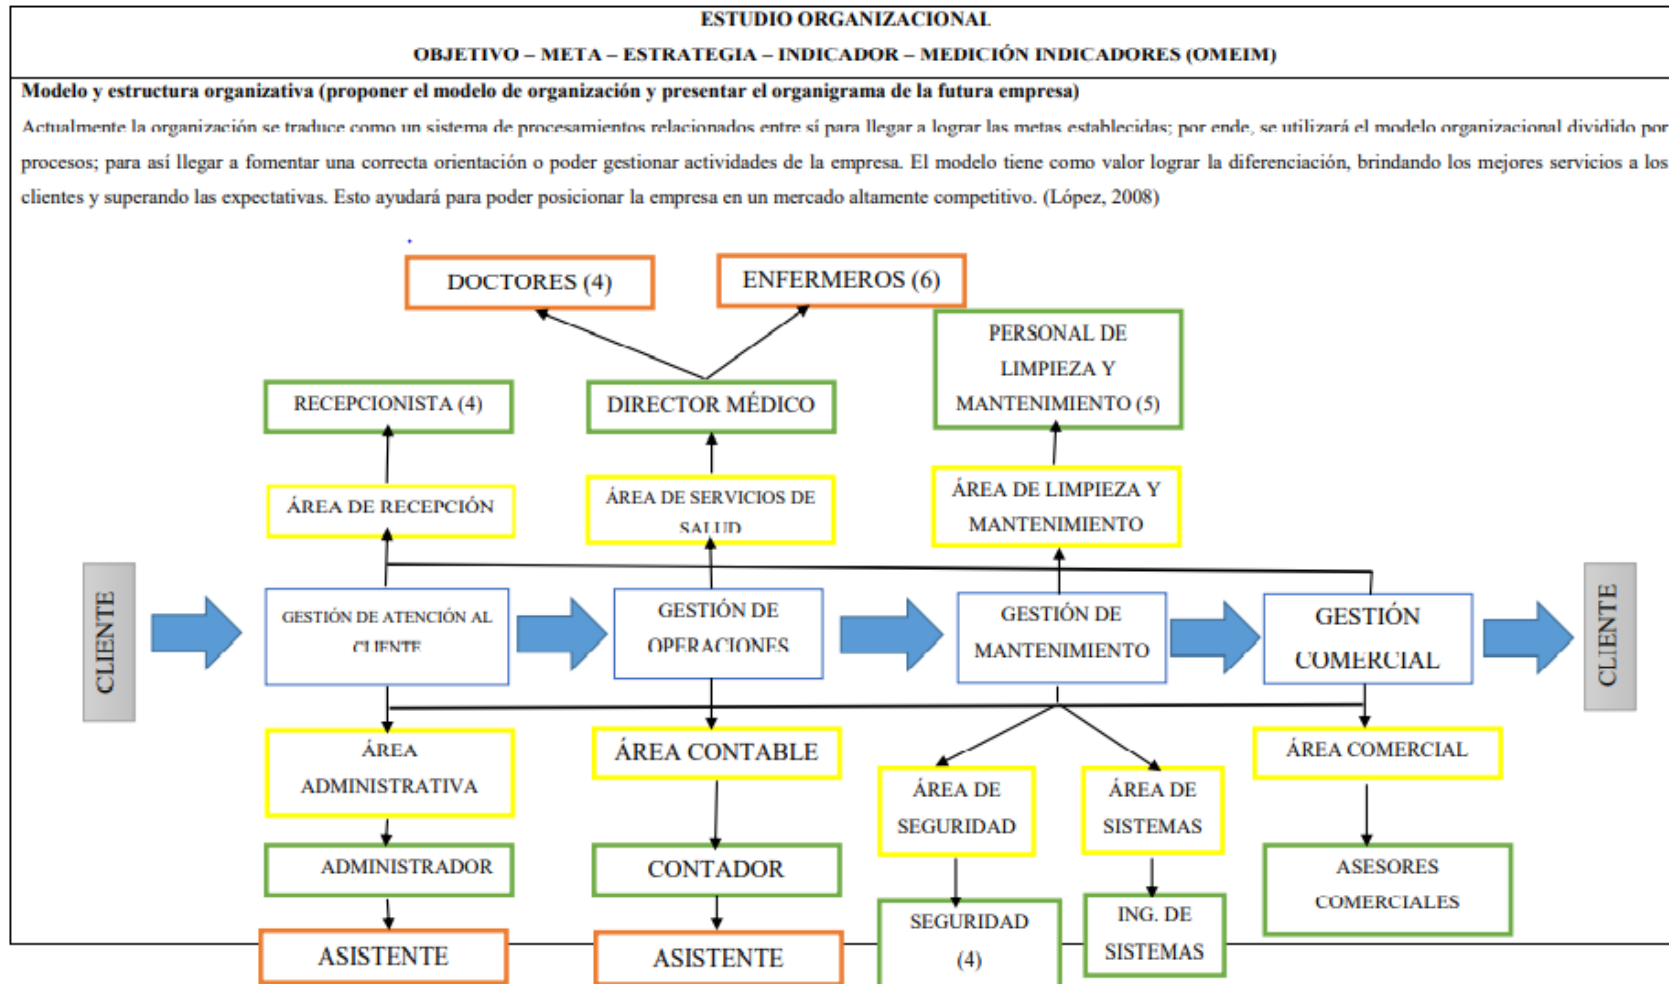 ESTUDIO ORGANIZACIONAL
OBJETIVO – META – ESTRATEGIA – INDICADOR – MEDICIÓN INDICADORES (OMEIM)
Modelo y estructura organizativa (proponer el modelo de organización y presentar el organigrama de la futura empresa)
Actualmente la organización se traduce como un sistema de procesamientos relacionados entre sí para llegar a lograr las metas establecidas; por ende, se utilizará el modelo organizacional dividido por
procesos; para así llegar a fomentar una correcta orientación o poder gestionar actividades de la empresa. El modelo tiene como valor lograr la diferenciación, brindando los mejores servicios a los
clientes y superando las expectativas. Esto ayudará para poder posicionar la empresa en un mercado altamente competitivo. (López, 2008)
DOCTORES (4)
ENFERMEROS (6)
PERSONAL DE
LIMPIEZA Y
MANTENIMIENTO (5)
RECEPCIONISTA (4)
DIRECTOR MÉDICO
ÁREA DE RECEPCIÓN
ÁREA DE SERVICIOS DE
SALUD
ÁREA DE LIMPIEZA Y
MANTENIMIENTO
CLIENTE
GESTIÓN DE ATENCIÓN AL
CLIENTE
GESTIÓN DE
OPERACIONES
GESTIÓN DE
MANTENIMIENTO
GESTIÓN
COMERCIAL
CLIENTE
ÁREA
ADMINISTRATIVA
ÁREA CONTABLE
ÁREA DE
SEGURIDAD
ÁREA DE
SISTEMAS
ÁREA COMERCIAL
ADMINISTRADOR
CONTADOR
ASESORES
COMERCIALES
ASISTENTE
ASISTENTE
SEGURIDAD
(4)
ING. DE
SISTEMAS